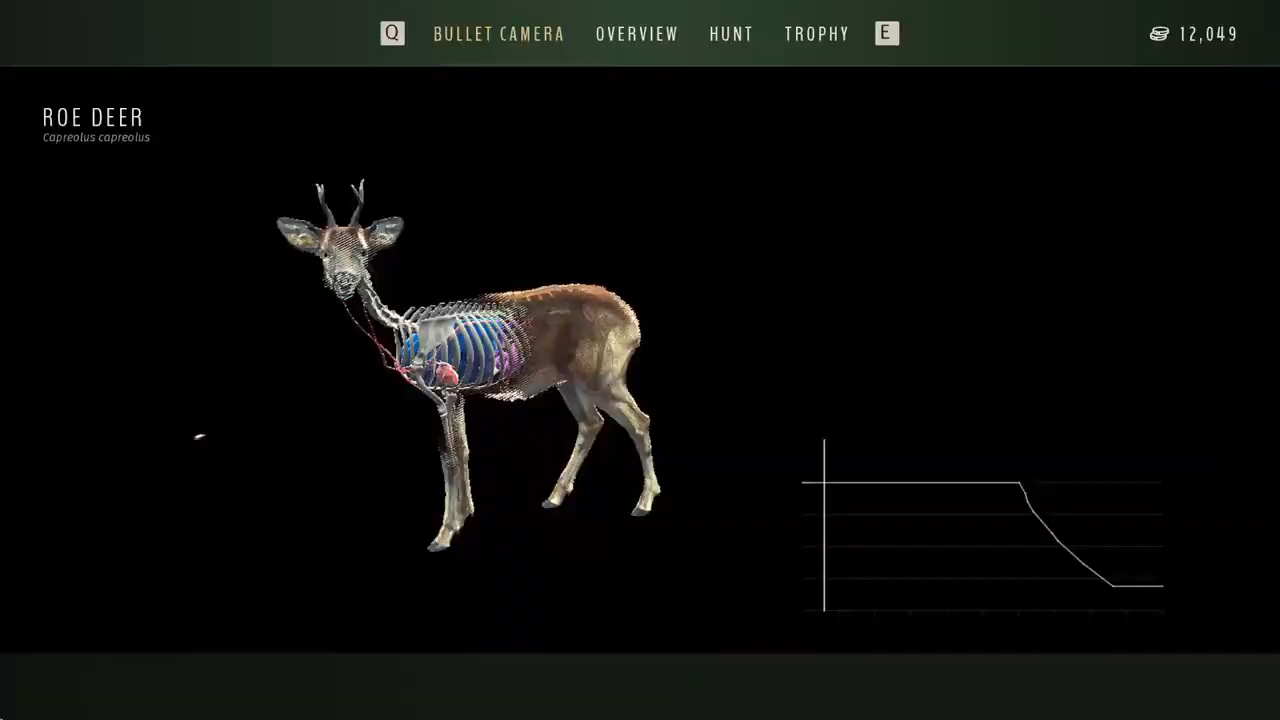 Q BULLET CAMERA OVERVIEW HUNT TROPHY E 12,049
ROE DEER
Capreolus capreolus